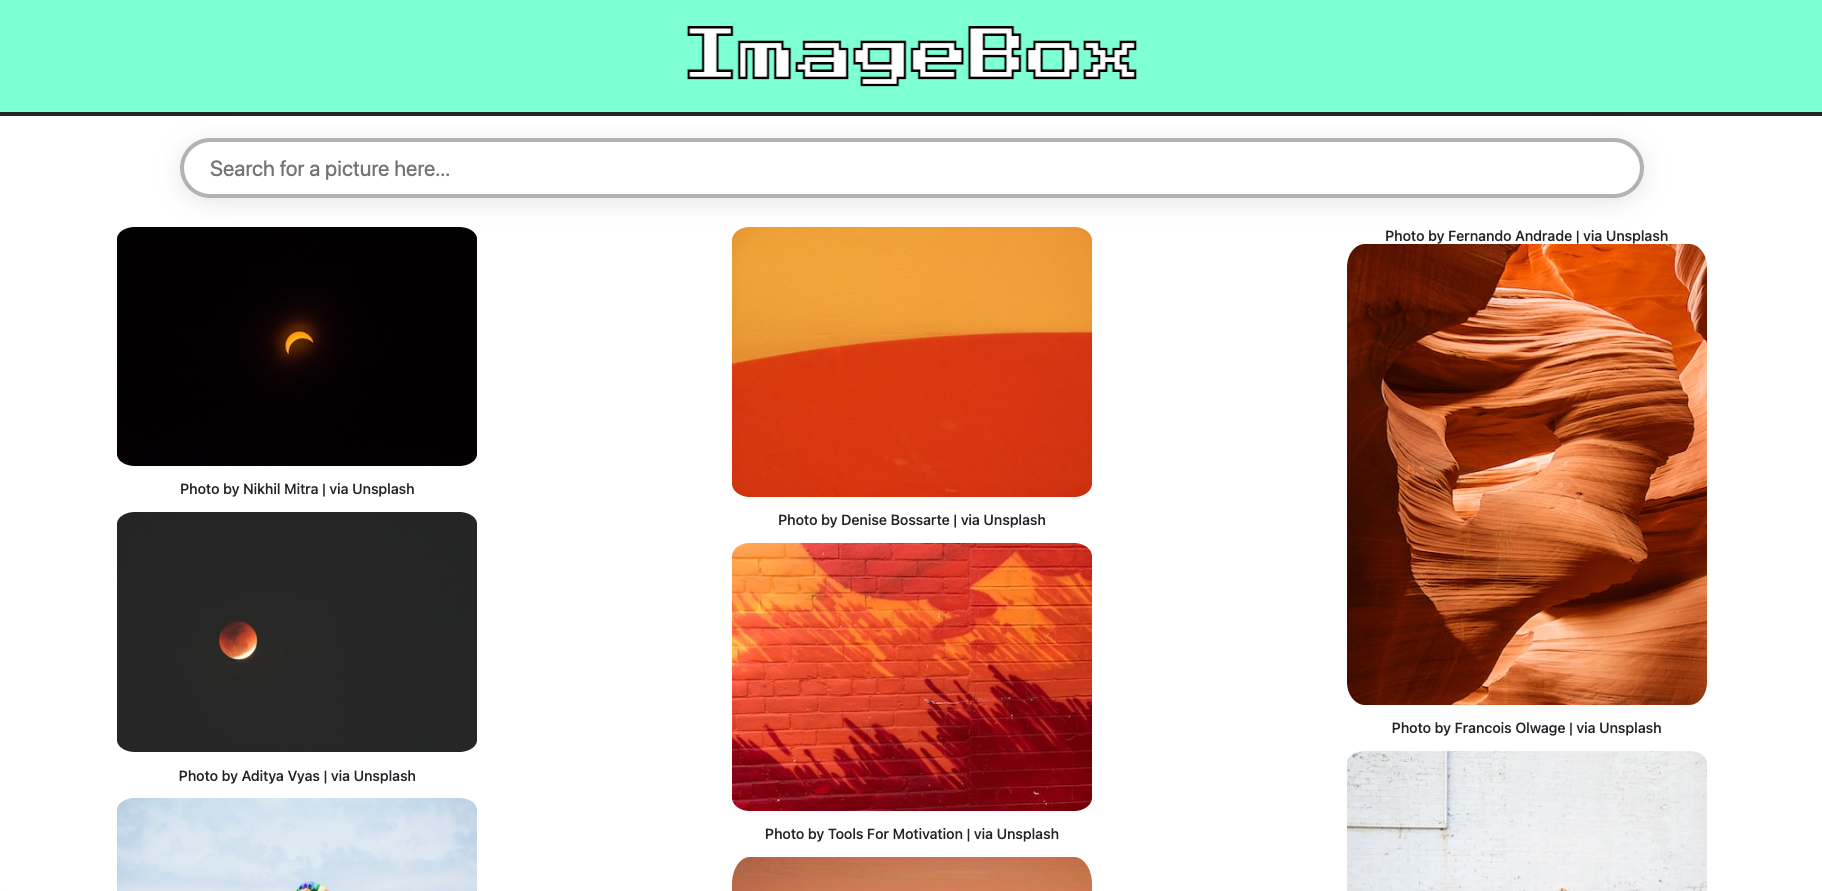 ImageBox
Search for a picture here...
Photo by Nikhil Mitra | via Unsplash
Photo by Aditya Vyas | via Unsplash
Photo by Denise Bossarte | via Unsplash
Photo by Tools For Motivation | via Unsplash
Photo by Fernando Andrade | via Unsplash
Photo by Francois Olwage | via Unsplash